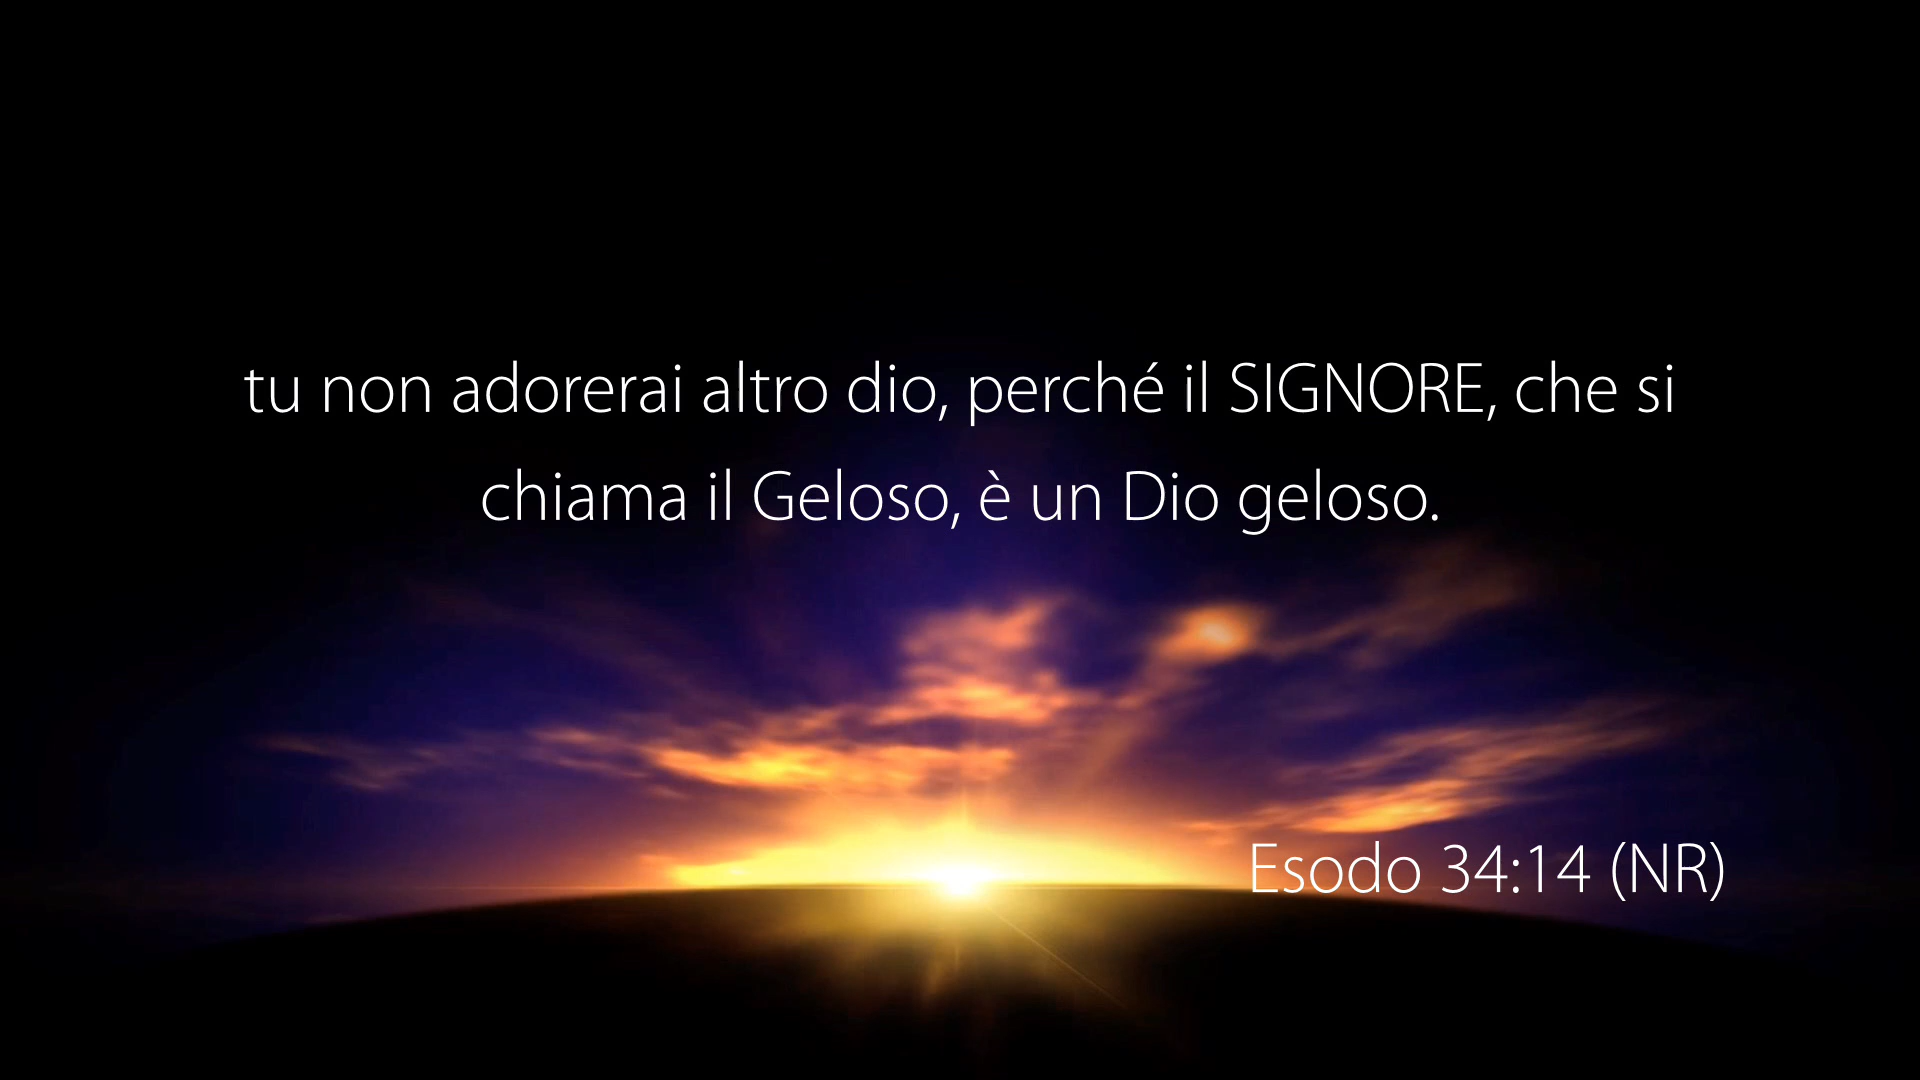 tu non adorerai altro dio, perché il SIGNORE, che si
chiama il Geloso, è un Dio geloso.
Esodo 34:14 (NR)